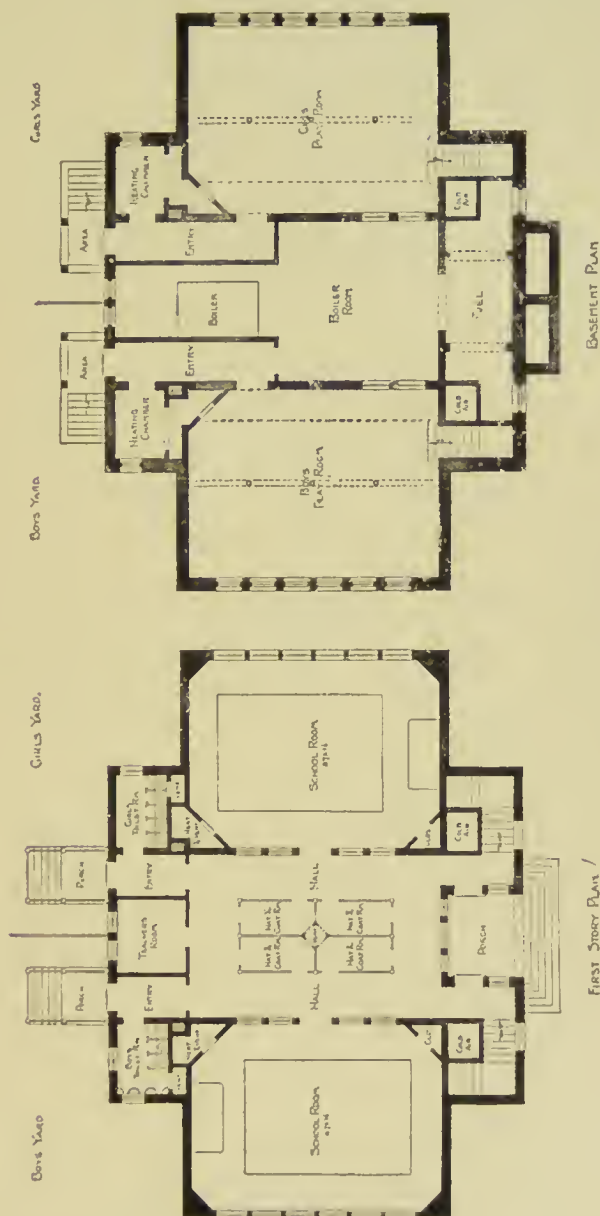 GIRLS YARD
BOYS YARD
AREA
AREA
HEATING
CHAMBER
HEATING
CHAMBER
ENTRY
ENTRY
BOILER
BOILER
ROOM
GIRLS
PLAY ROOM
BOYS
PLAY ROOM
COLD
AIR
COLD
AIR
FUEL
BASEMENT PLAN
GIRLS YARD.
BOYS YARD
PORCH
PORCH
ENTRY
ENTRY
TEACHERS
ROOM
GIRLS
TOILET RM
BOYS
TOILET RM
HEAT
HEAT
VENT
SCHOOL ROOM
SCHOOL ROOM
HALL
HALL
HAT &
COAT RM
HAT &
COAT RM
HAT &
COAT RM
HAT &
COAT RM
COLD
AIR
COLD
AIR
PORCH
FIRST STORY PLAN